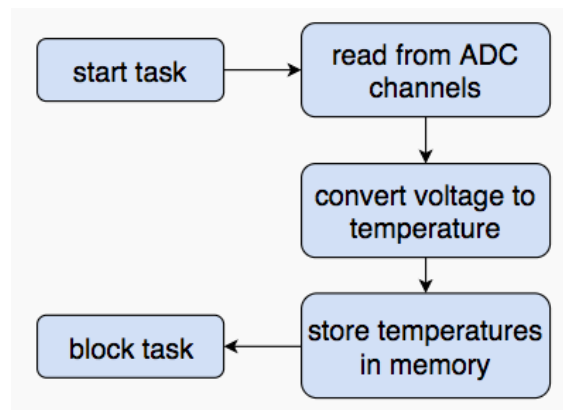 start task
read from ADC
channels
convert voltage to
temperature
store temperatures
in memory
block task